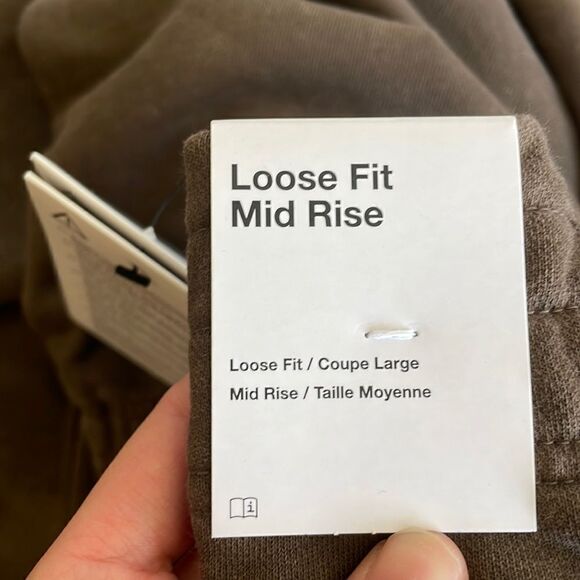 Loose Fit
Mid Rise
Loose Fit / Coupe Large
Mid Rise / Taille Moyenne
i